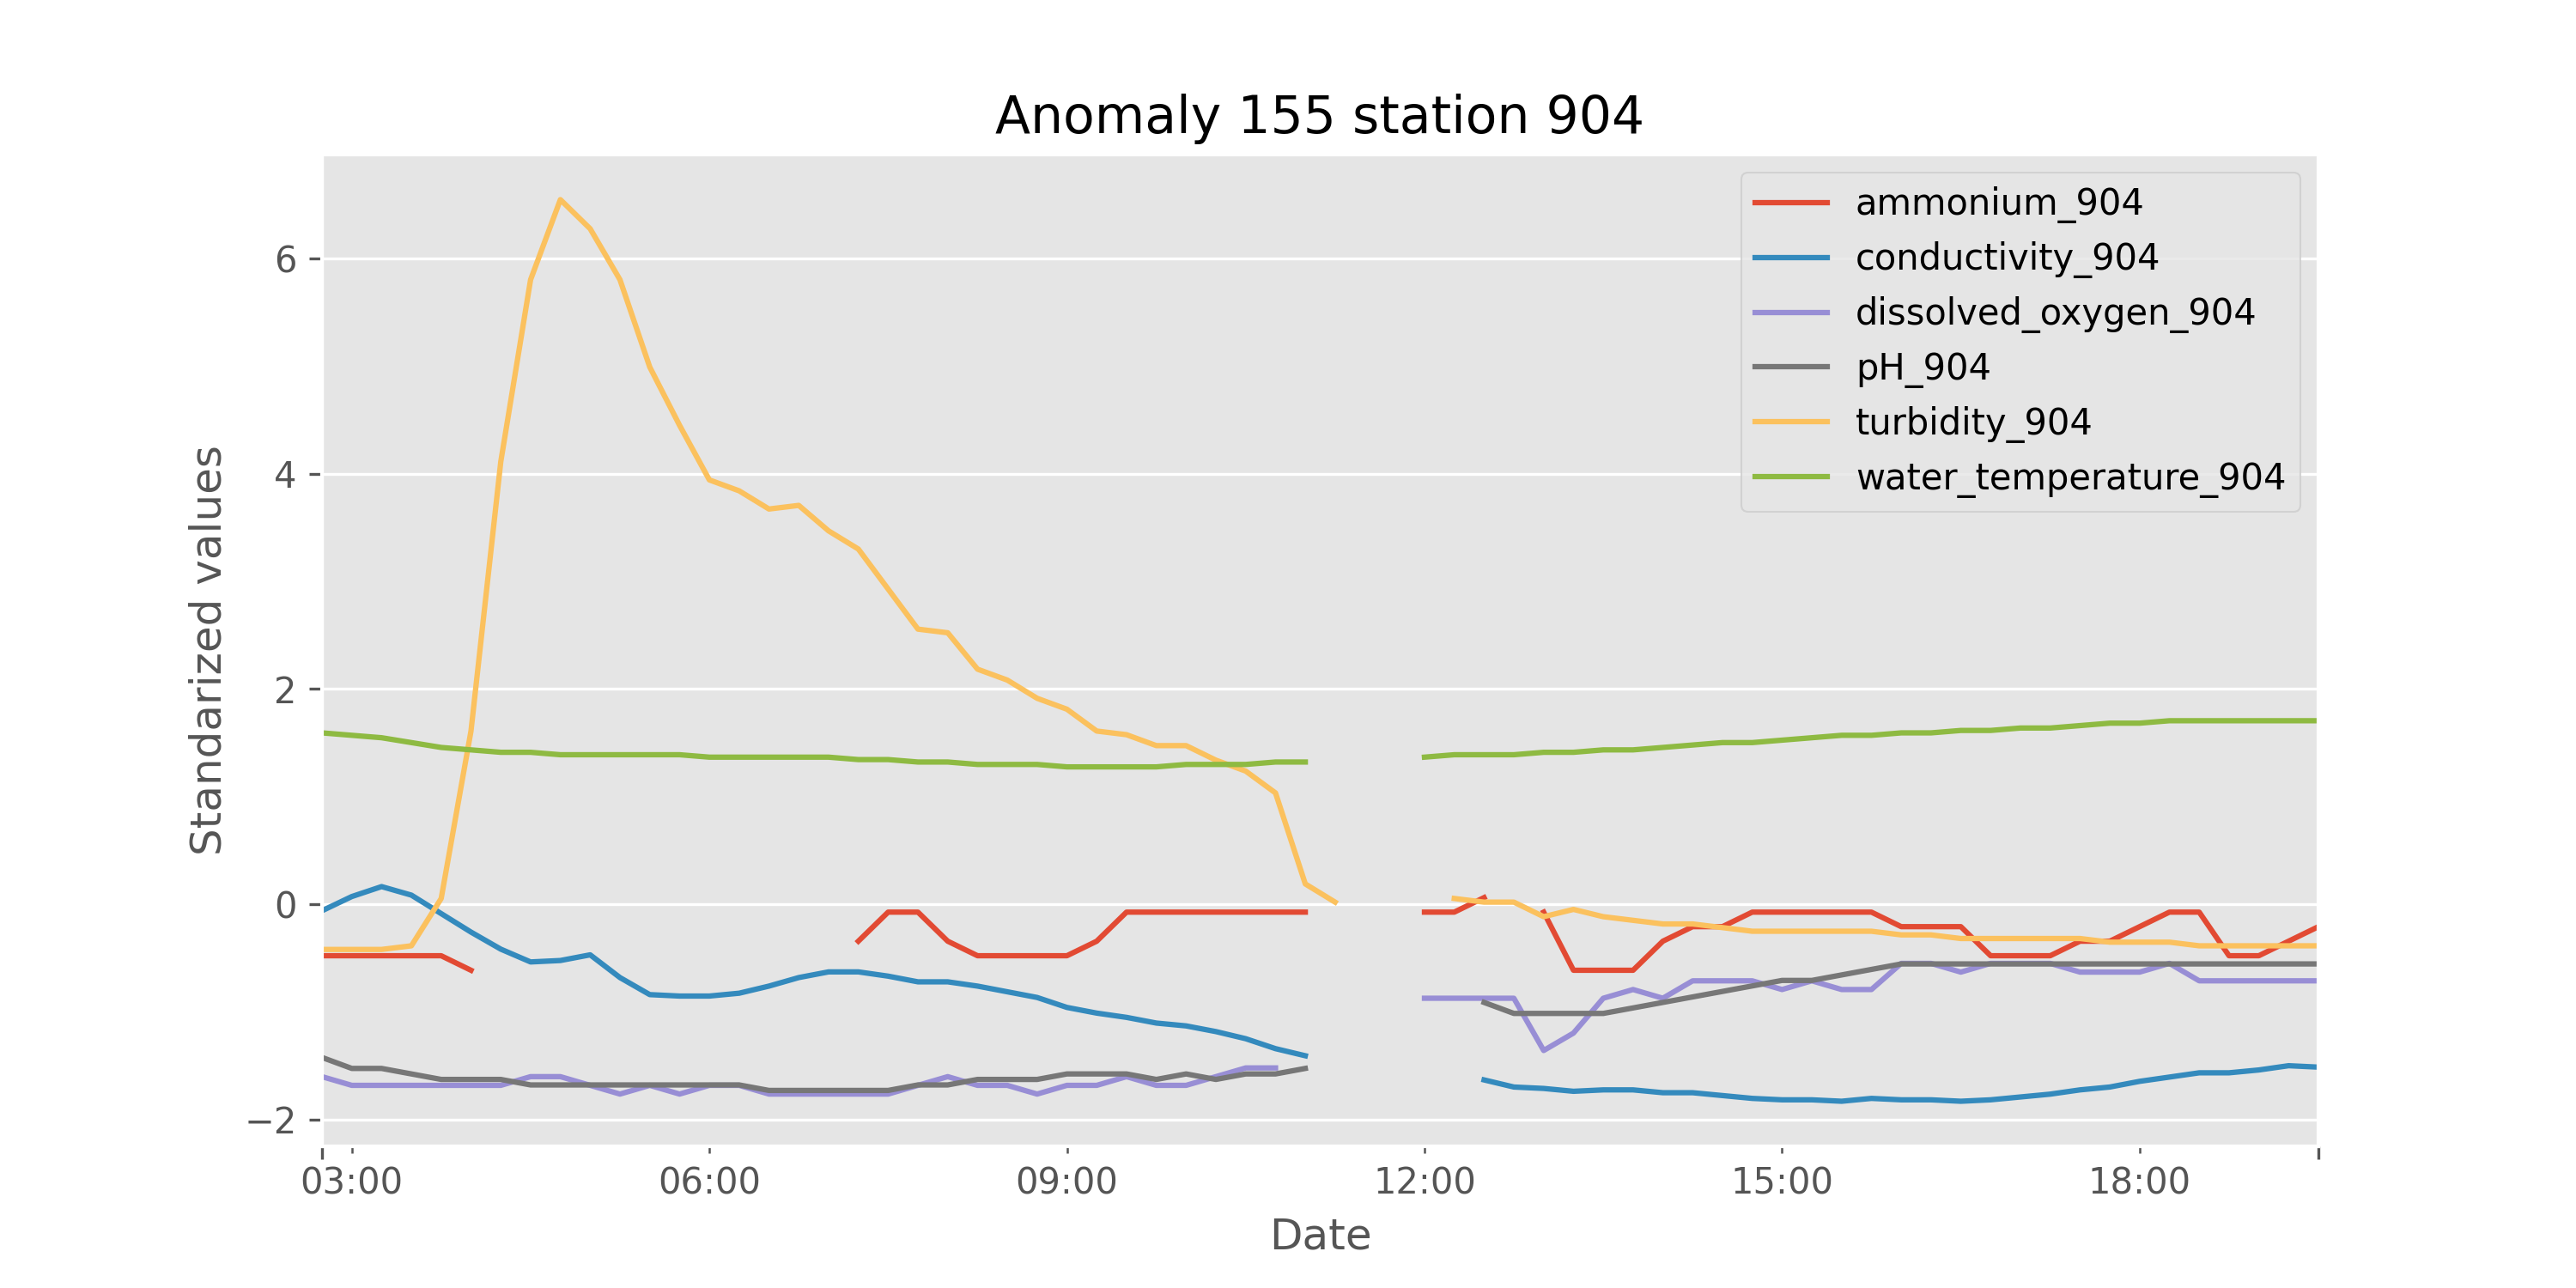 Anomaly 155 station 904
ammonium_904
conductivity_904
dissolved_oxygen_904
pH_904
turbidity_904
water_temperature_904
Standarized values
6
4
2
0
−2
03:00 06:00 09:00 12:00 15:00 18:00
Date